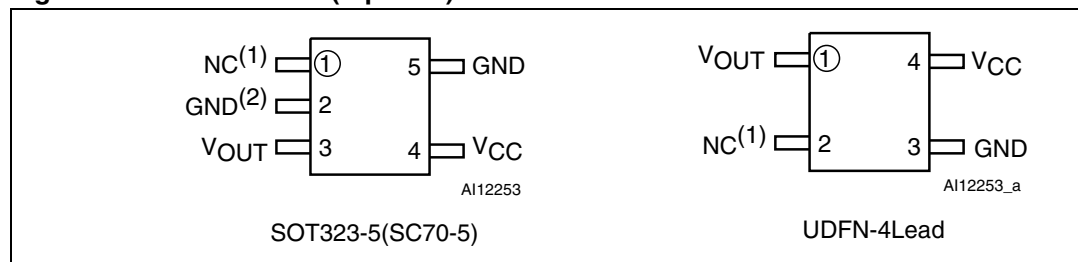 NC(1) 1 5 GND
GND(2) 2
VOUT 3 4 VCC
AI12253
SOT323-5(SC70-5)
VOUT 1 4 VCC
NC(1) 2 3 GND
AI12253_a
UDFN-4Lead